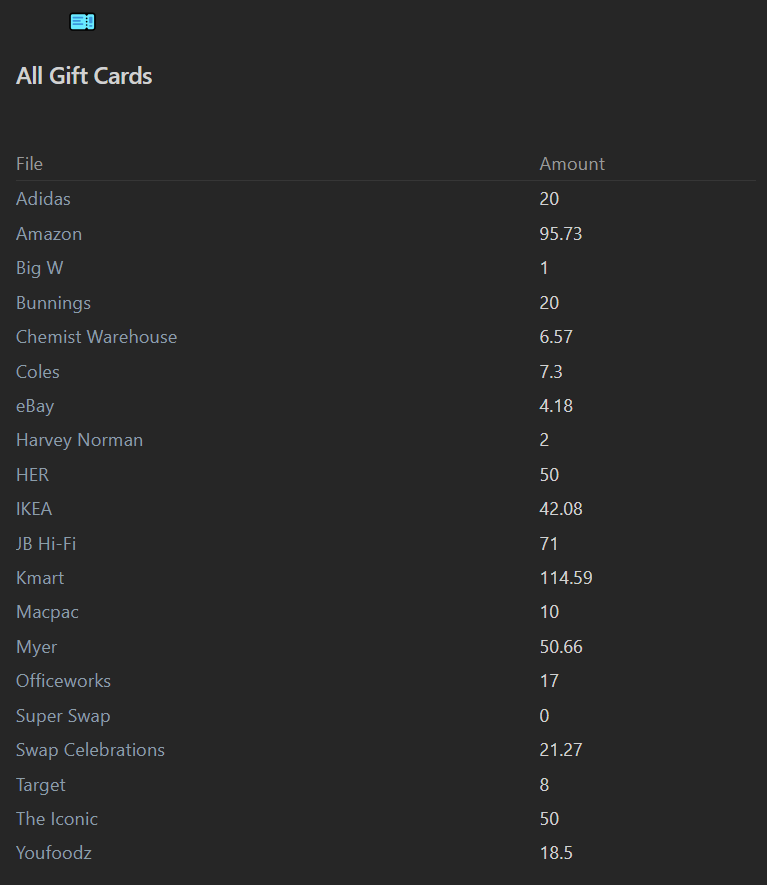 All Gift Cards
File Amount
Adidas 20
Amazon 95.73
Big W 1
Bunnings 20
Chemist Warehouse 6.57
Coles 7.3
eBay 4.18
Harvey Norman 2
HER 50
IKEA 42.08
JB Hi-Fi 71
Kmart 114.59
Macpac 10
Myer 50.66
Officeworks 17
Super Swap 0
Swap Celebrations 21.27
Target 8
The Iconic 50
Youfoodz 18.5